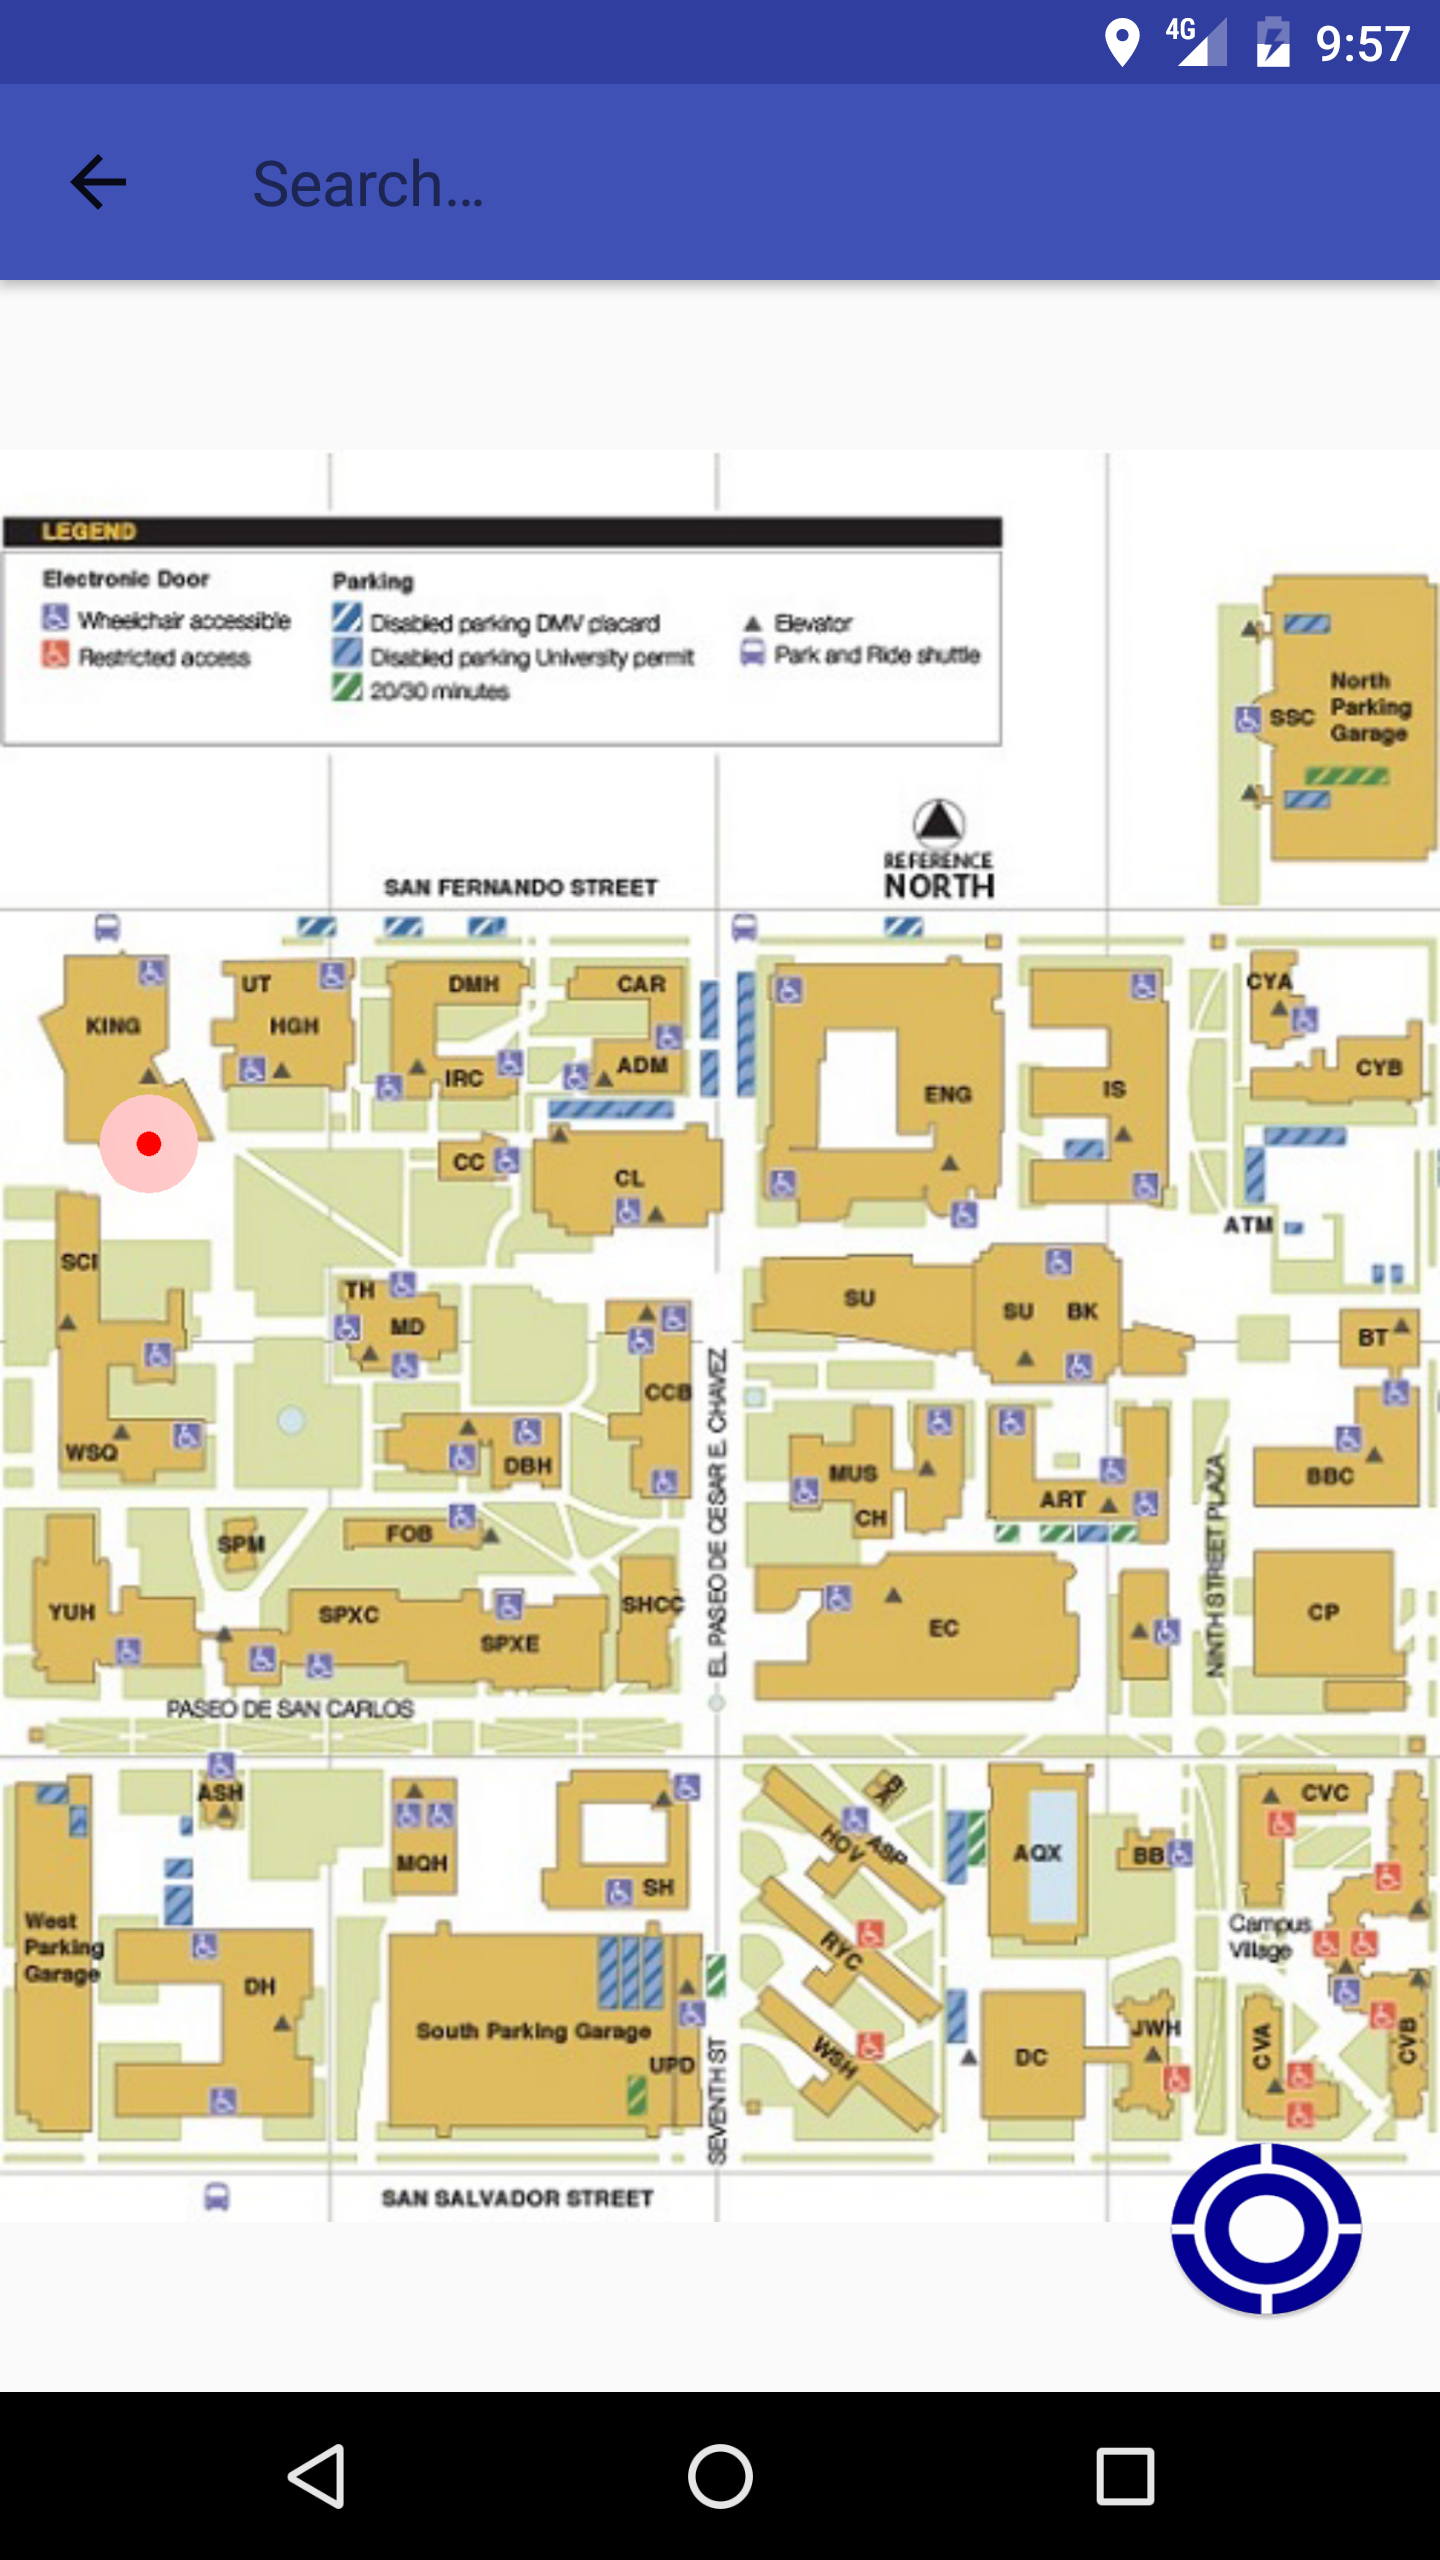 4G 9:57
Search...
LEGEND
Electronic Door
Wheelchair accessible
Restricted access
Parking
Disabled parking DMV placard
Disabled parking University permit
20/30 minutes
Elevator
Park and Ride shuttle
North
Parking
Garage
SSC
REFERENCE
NORTH
SAN FERNANDO STREET
KING
UT
HGH
DMH
IRC
CAR
ADM
ENG
IS
CYA
CYB
CC
CL
ATM
SCI
TH
MD
CCB
SU
SU BK
BT
WSQ
DBH
MUS
CH
ART
BBC
EL PASEO DE CESAR E. CHAVEZ
NINTH STREET PLAZA
SPM
FOB
YUH
SPXC
SPXE
SHCC
EC
CP
PASEO DE SAN CARLOS
ASH
MQH
SH
BA
HOV
ASP
AQX
BB
CVC
West
Parking
Garage
DH
RYC
Campus
Village
South Parking Garage
UPD
SEVENTH ST
WSH
DC
JWH
CVA
CVB
SAN SALVADOR STREET